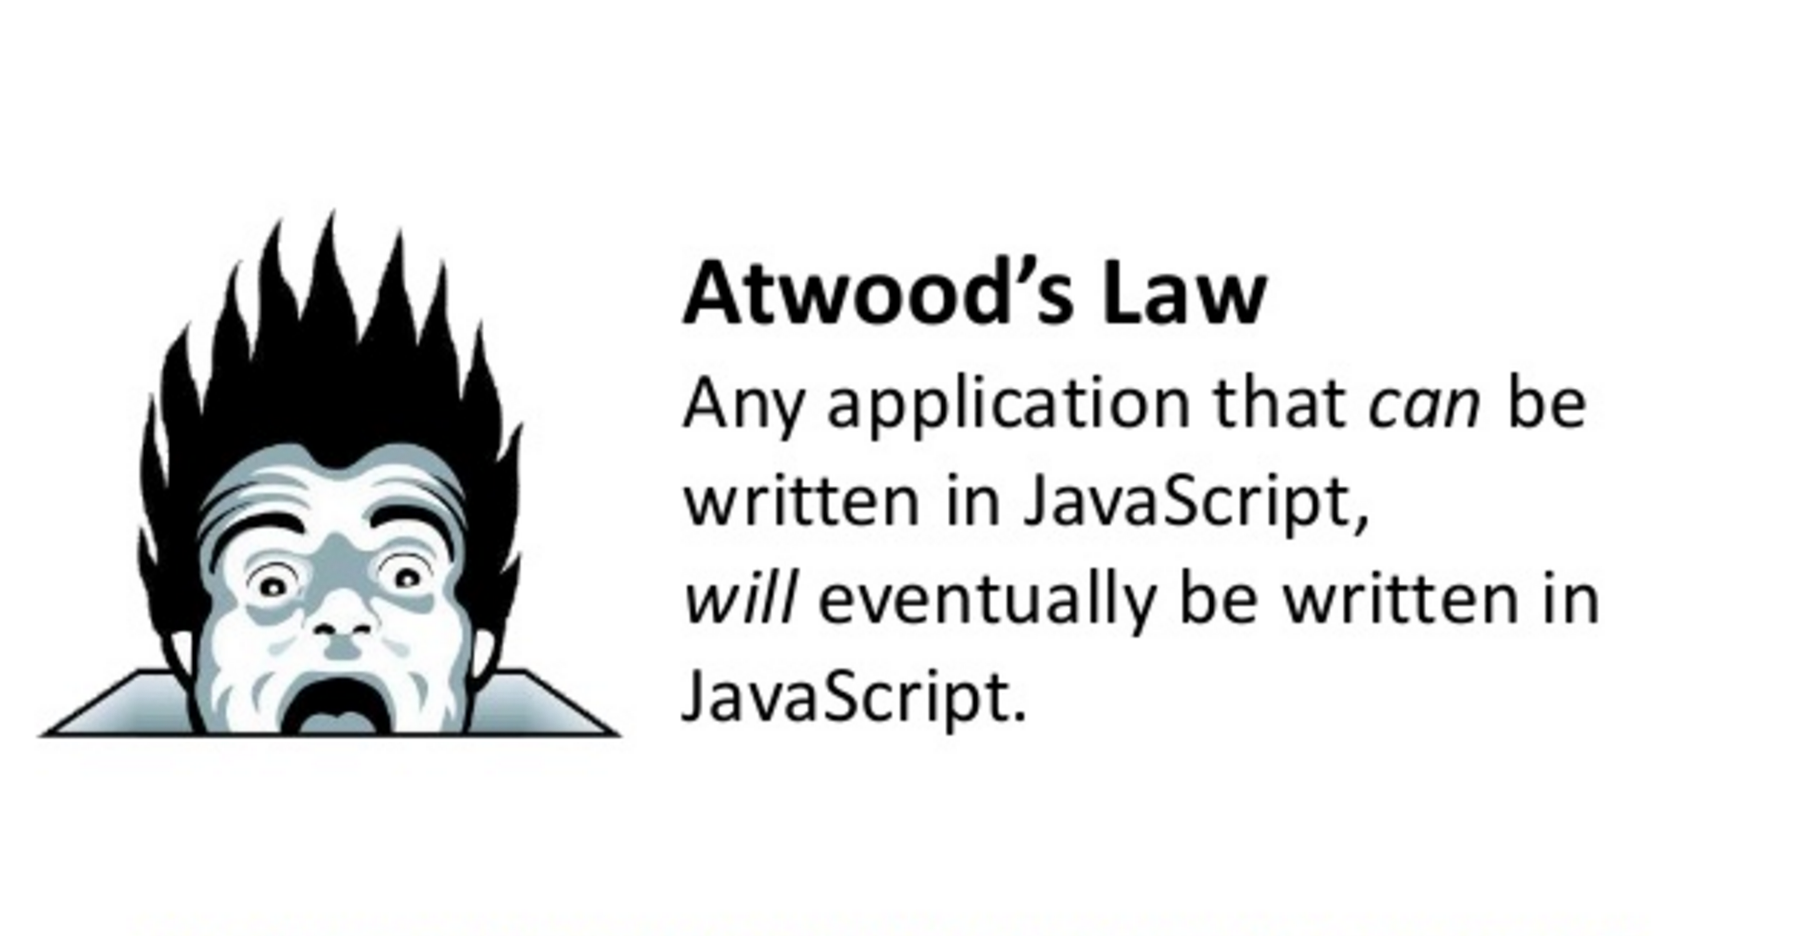 Atwood’s Law
Any application that can be
written in JavaScript,
will eventually be written in
JavaScript.